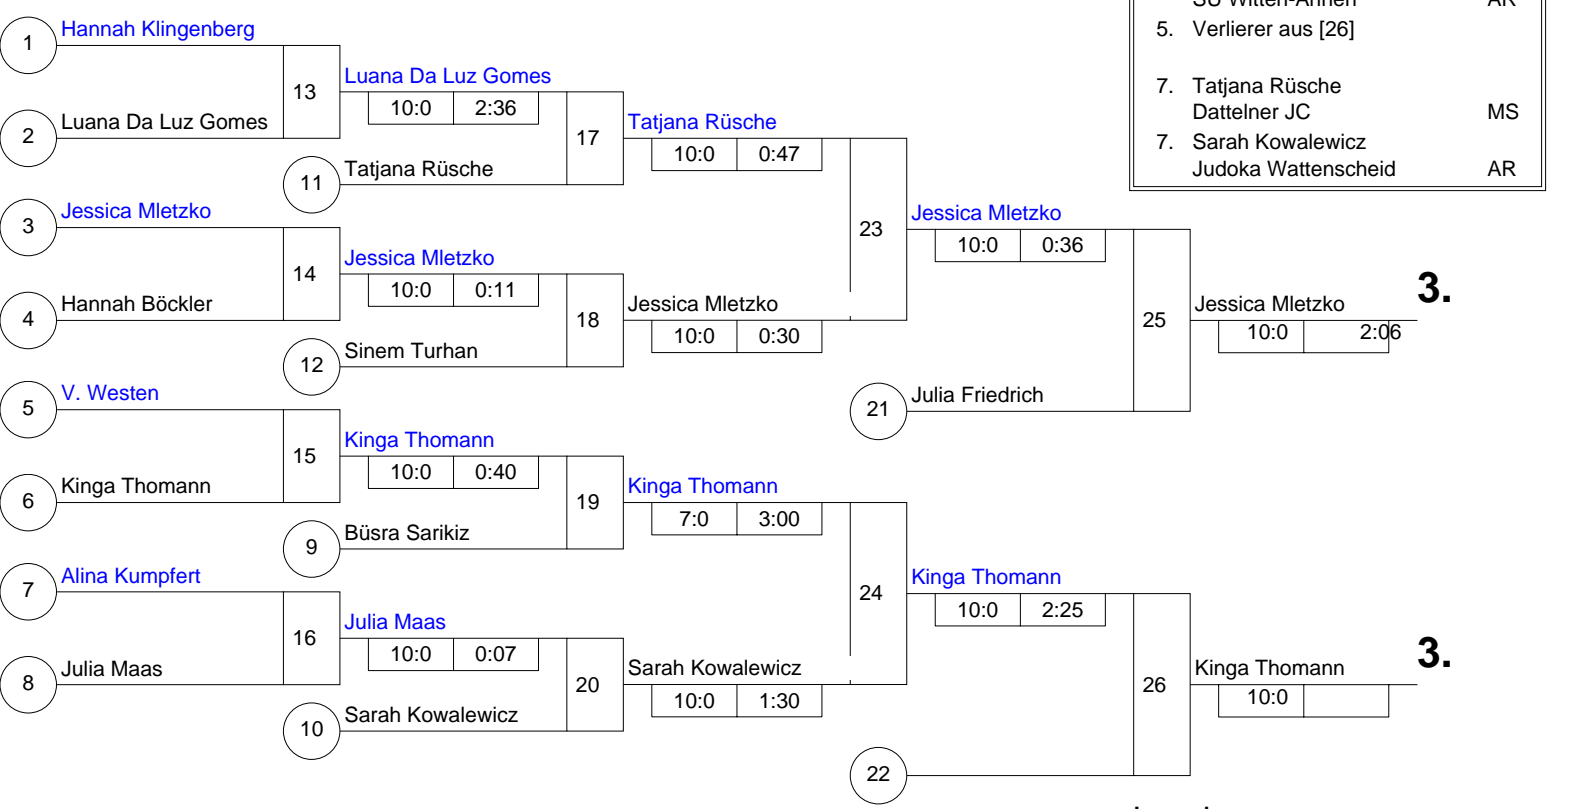 SU Witten-Annen AR
5. Verlierer aus [26]
7. Tatjana Rüsche
Dattelner JC MS
7. Sarah Kowalewicz
Judoka Wattenscheid AR
1 Hannah Klingenberg
13
Luana Da Luz Gomes
10:0 2:36
2 Luana Da Luz Gomes
17
Tatjana Rüsche
10:0 0:47
11 Tatjana Rüsche
3 Jessica Mletzko
23
Jessica Mletzko
10:0 0:36
14
Jessica Mletzko
10:0 0:11
4 Hannah Böckler
18
Jessica Mletzko
10:0 0:30
25
Jessica Mletzko
3.
10:0 2:06
12 Sinem Turhan
5 V. Westen
21 Julia Friedrich
15
Kinga Thomann
10:0 0:40
6 Kinga Thomann
19
Kinga Thomann
7:0 3:00
9 Büsra Sarikiz
7 Alina Kumpfert
24
Kinga Thomann
10:0 2:25
16
Julia Maas
10:0 0:07
8 Julia Maas
20
Sarah Kowalewicz
10:0 1:30
26
Kinga Thomann
3.
10:0
10 Sarah Kowalewicz
22